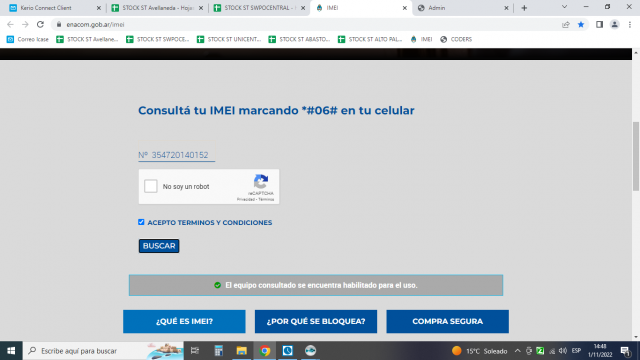 Kerio Connect Client
STOCK ST Avellaneda - Hoja
STOCK ST SWPOCENTRAL -
IMEI
Admin
enacom.gob.ar/imei
Correo Icase
STOCK ST Avellane...
STOCK ST SWPOCE...
STOCK ST UNICENT...
STOCK ST ABASTO...
STOCK ST ALTO PAL...
IMEI
CODERS
Consultá tu IMEI marcando *#06# en tu celular
Nº 354720140152
No soy un robot
reCAPTCHA
Privacidad - Términos
ACEPTO TERMINOS Y CONDICIONES
BUSCAR
El equipo consultado se encuentra habilitado para el uso.
¿QUÉ ES IMEI?
¿POR QUÉ SE BLOQUEA?
COMPRA SEGURA
Escribe aquí para buscar
15°C Soleado
ESP
14:48
1/11/2022